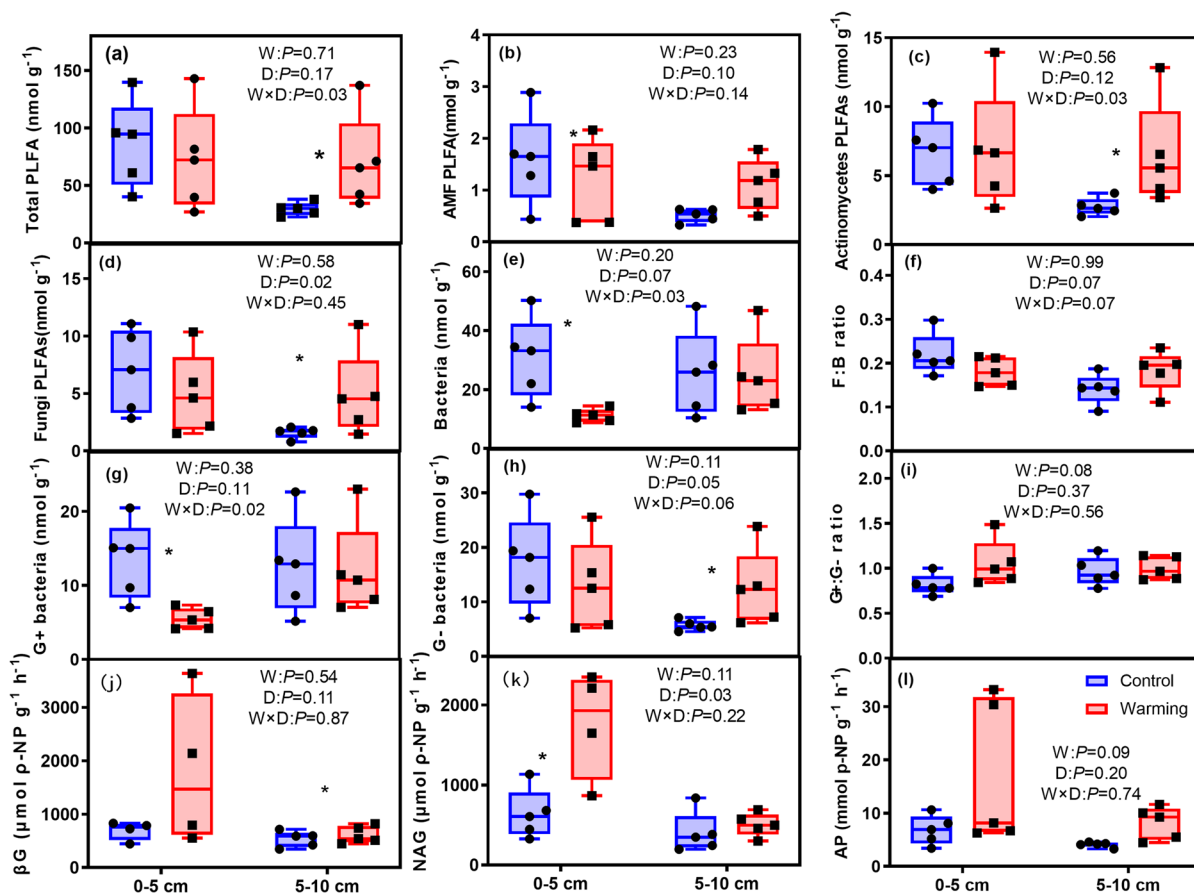 (a)
W:P=0.71
D:P=0.17
W×D:P=0.03
Total PLFA (nmol g-1)
150
100
50
0
*
(b)
W:P=0.23
D:P=0.10
W×D:P=0.14
AMF PLFA(nmol g-1)
4
3
2
1
0
*
(c)
W:P=0.56
D:P=0.12
W×D:P=0.03
Actinomycetes PLFAs (nmol g-1)
15
10
5
0
*
(d)
W:P=0.58
D:P=0.02
W×D:P=0.45
Fungi PLFAs(nmol g-1)
15
10
5
0
*
(e)
W:P=0.20
D:P=0.07
W×D:P=0.03
Bacteria (nmol g-1)
60
40
20
0
*
(f)
W:P=0.99
D:P=0.07
W×D:P=0.07
F:B ratio
0.4
0.3
0.2
0.1
0.0
(g)
W:P=0.38
D:P=0.11
W×D:P=0.02
G+ bacteria (nmol g-1)
20
10
0
*
(h)
W:P=0.11
D:P=0.05
W×D:P=0.06
G- bacteria (nmol g-1)
30
20
10
0
*
(i)
W:P=0.08
D:P=0.37
W×D:P=0.56
G+:G- ratio
1.5
1.0
0.5
0.0
(j)
W:P=0.54
D:P=0.11
W×D:P=0.87
βG (μmol ρ-NP g-1 h-1)
3000
2000
1000
0
*
0-5 cm
5-10 cm
(k)
W:P=0.11
D:P=0.03
W×D:P=0.22
NAG (μmol ρ-NP g-1 h-1)
2000
1000
0
*
0-5 cm
5-10 cm
(l)
Control
Warming
W:P=0.09
D:P=0.20
W×D:P=0.74
AP (mmol p-NP g-1 h-1)
40
30
20
10
0
0-5 cm
5-10 cm